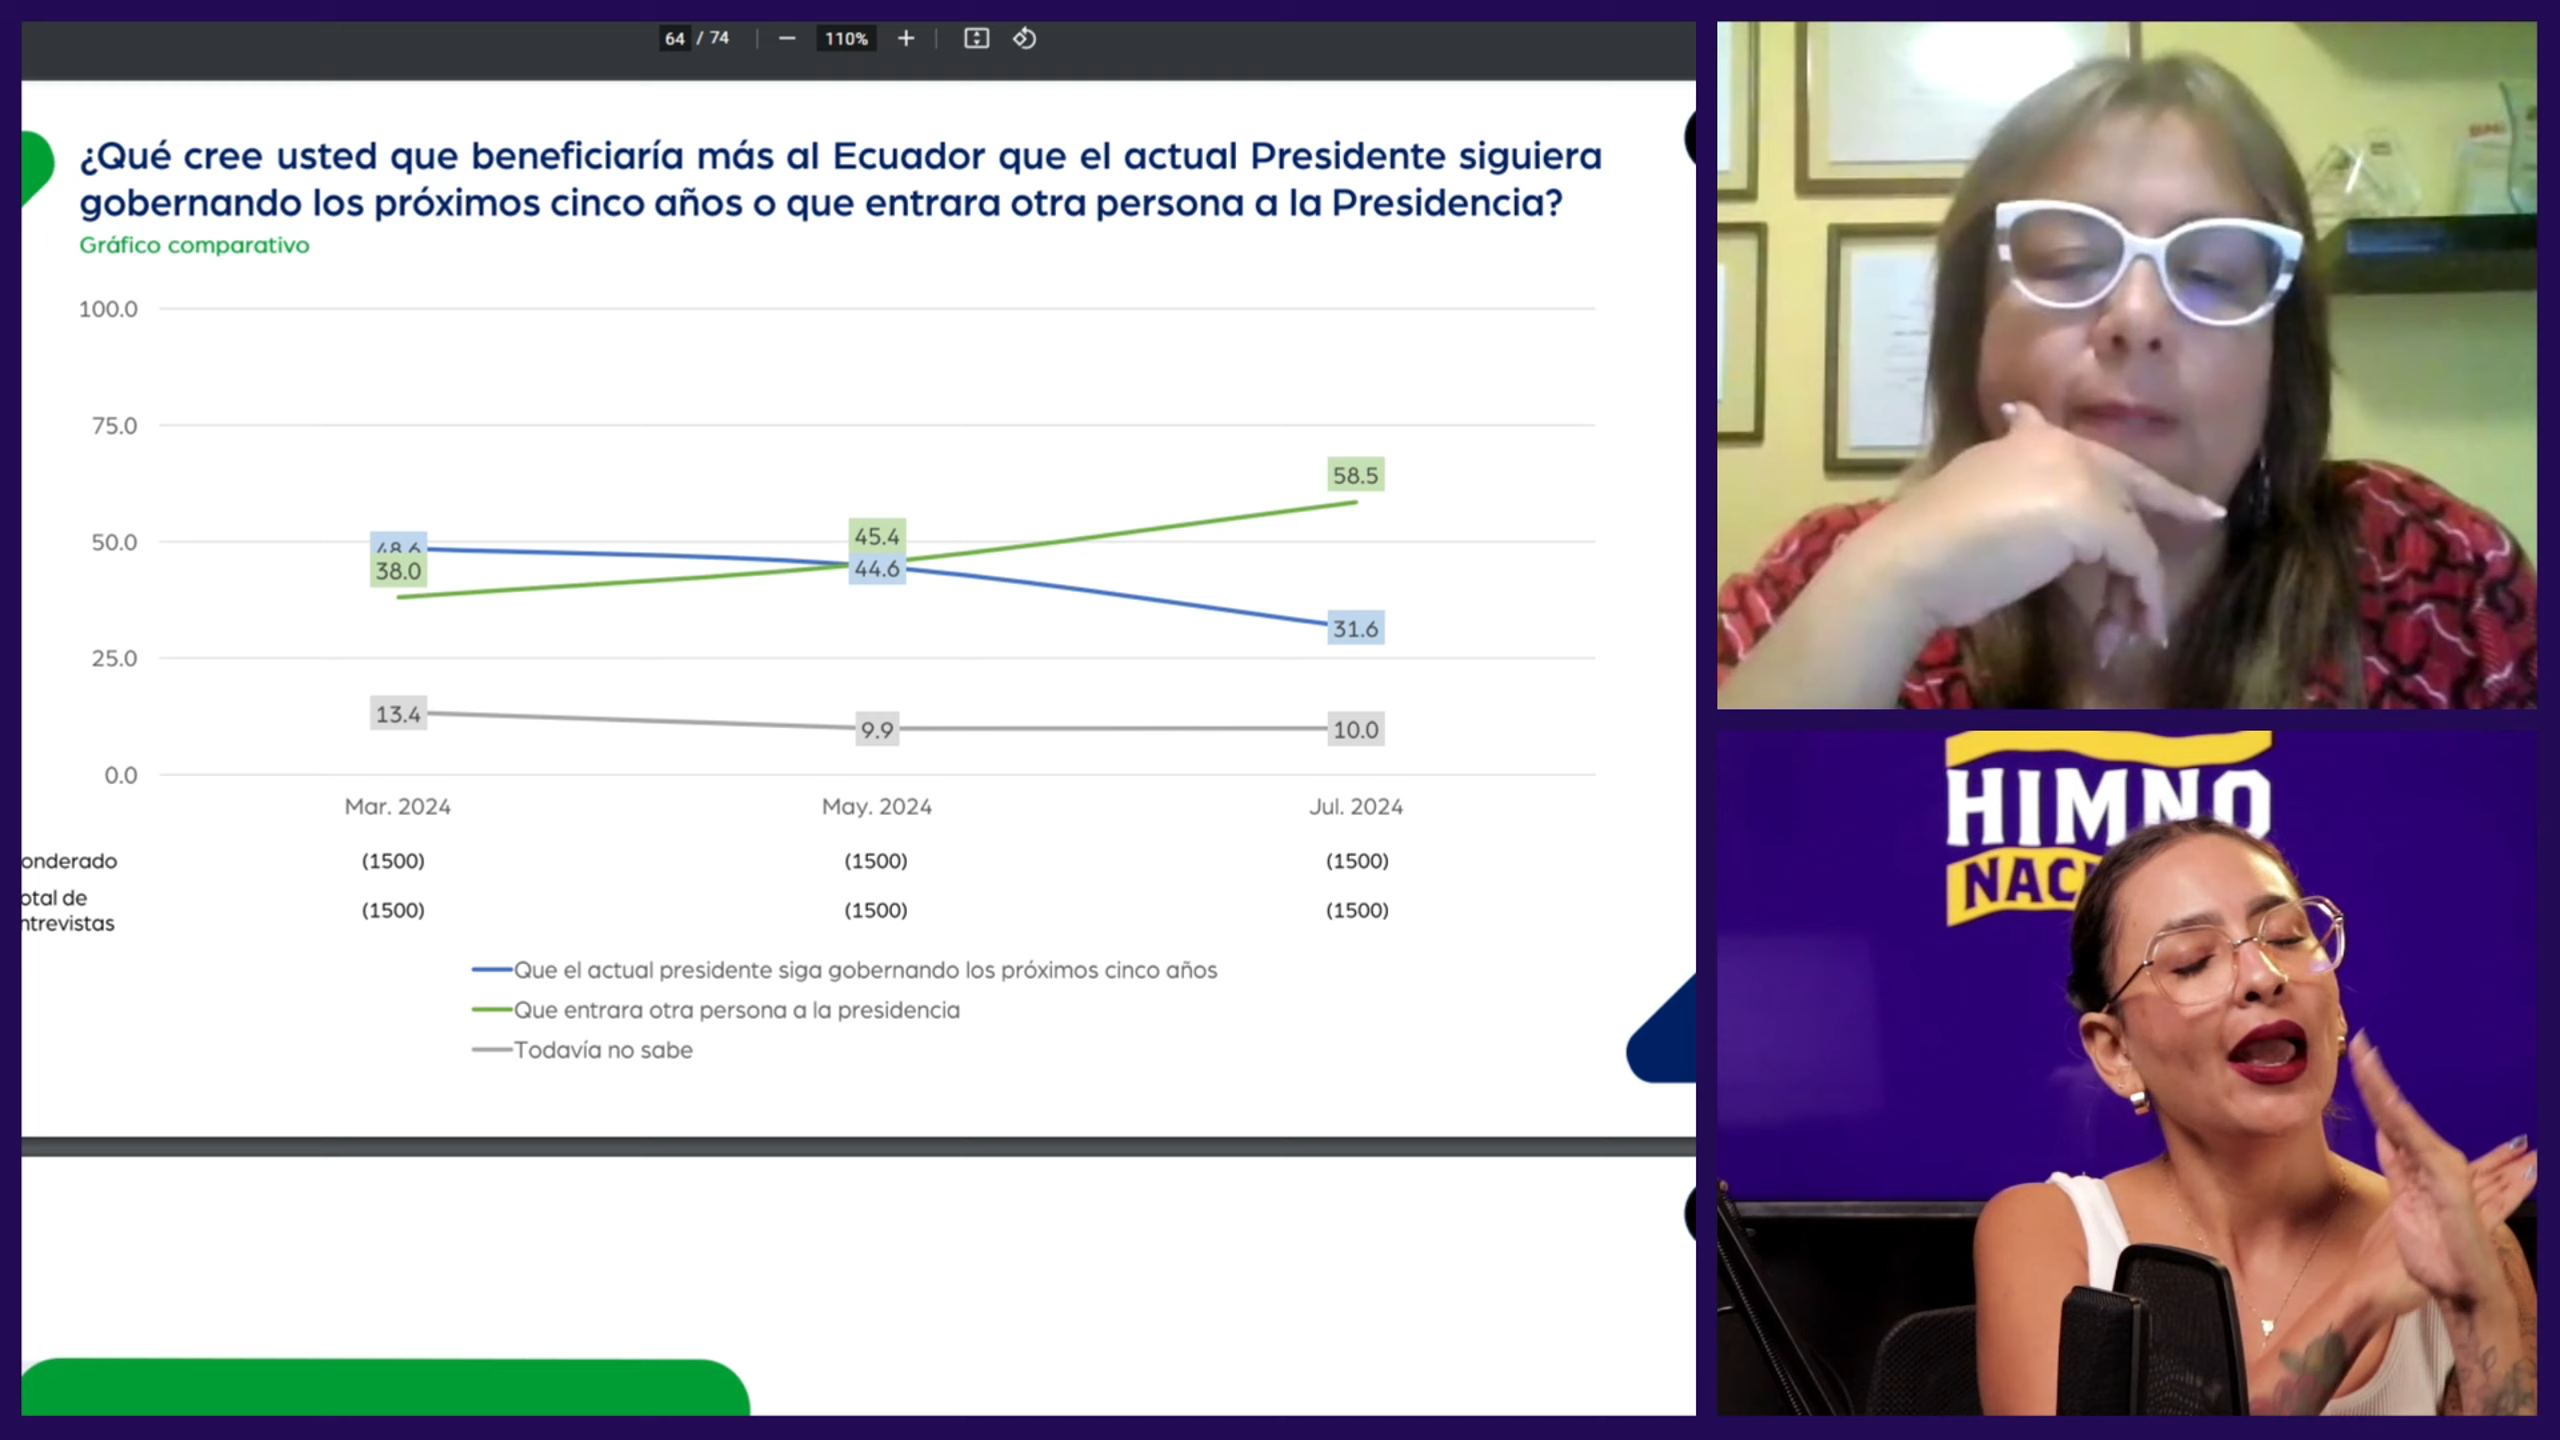 64 / 74 — 110% +
¿Qué cree usted que beneficiaría más al Ecuador que el actual Presidente siguiera
gobernando los próximos cinco años o que entrara otra persona a la Presidencia?
Gráfico comparativo
100.0
75.0
50.0
25.0
0.0
48.6
38.0
45.4
44.6
58.5
31.6
13.4
9.9
10.0
Mar. 2024 May. 2024 Jul. 2024
onderado (1500) (1500) (1500)
otal de
ntrevistas (1500) (1500) (1500)
Que el actual presidente siga gobernando los próximos cinco años
Que entrara otra persona a la presidencia
Todavía no sabe
HIMNO
NAC